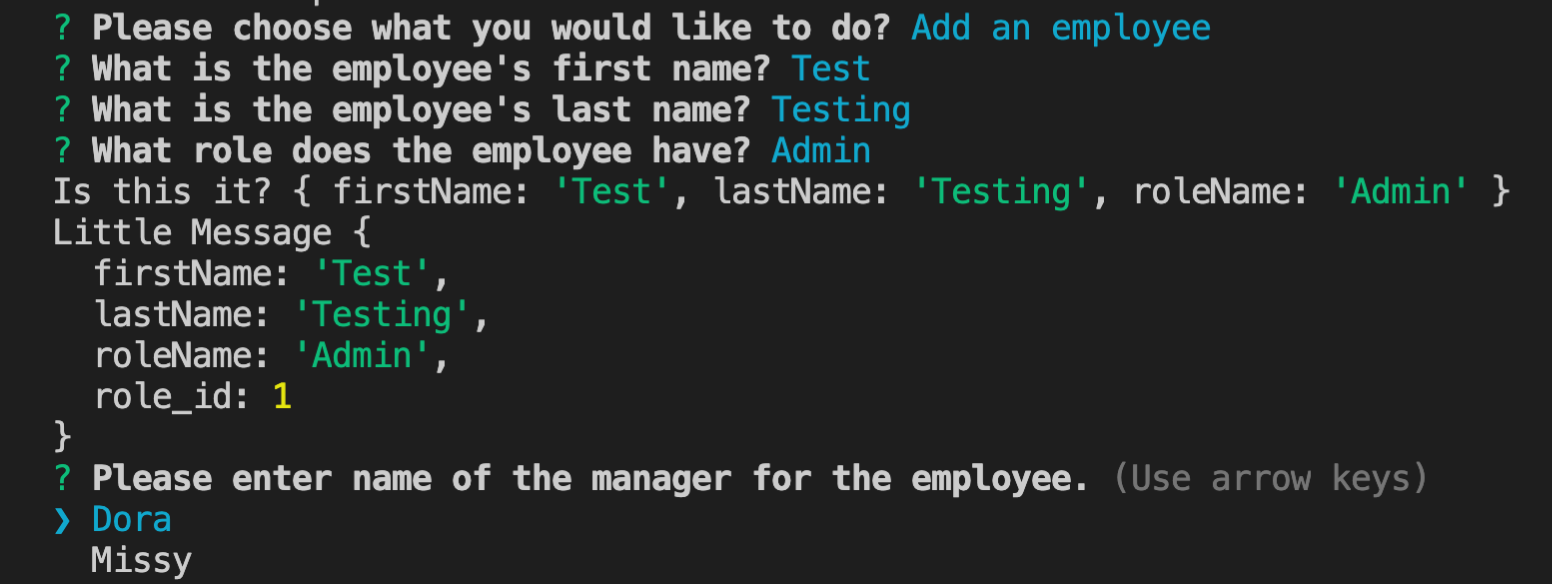 ? Please choose what you would like to do? Add an employee
? What is the employee's first name? Test
? What is the employee's last name? Testing
? What role does the employee have? Admin
Is this it? { firstName: 'Test', lastName: 'Testing', roleName: 'Admin' }
Little Message {
  firstName: 'Test',
  lastName: 'Testing',
  roleName: 'Admin',
  role_id: 1
}
? Please enter name of the manager for the employee. (Use arrow keys)
❯ Dora
  Missy